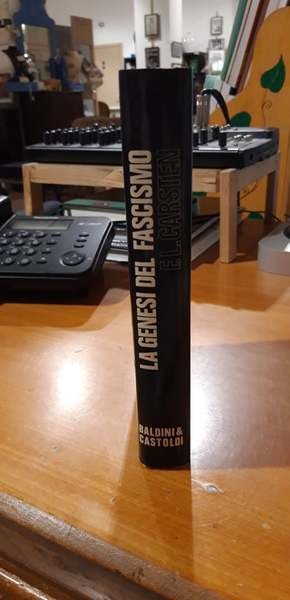 LA GENESI DEL FASCISMO
F.L. CARSTEN
BALDINI &
CASTOLDI